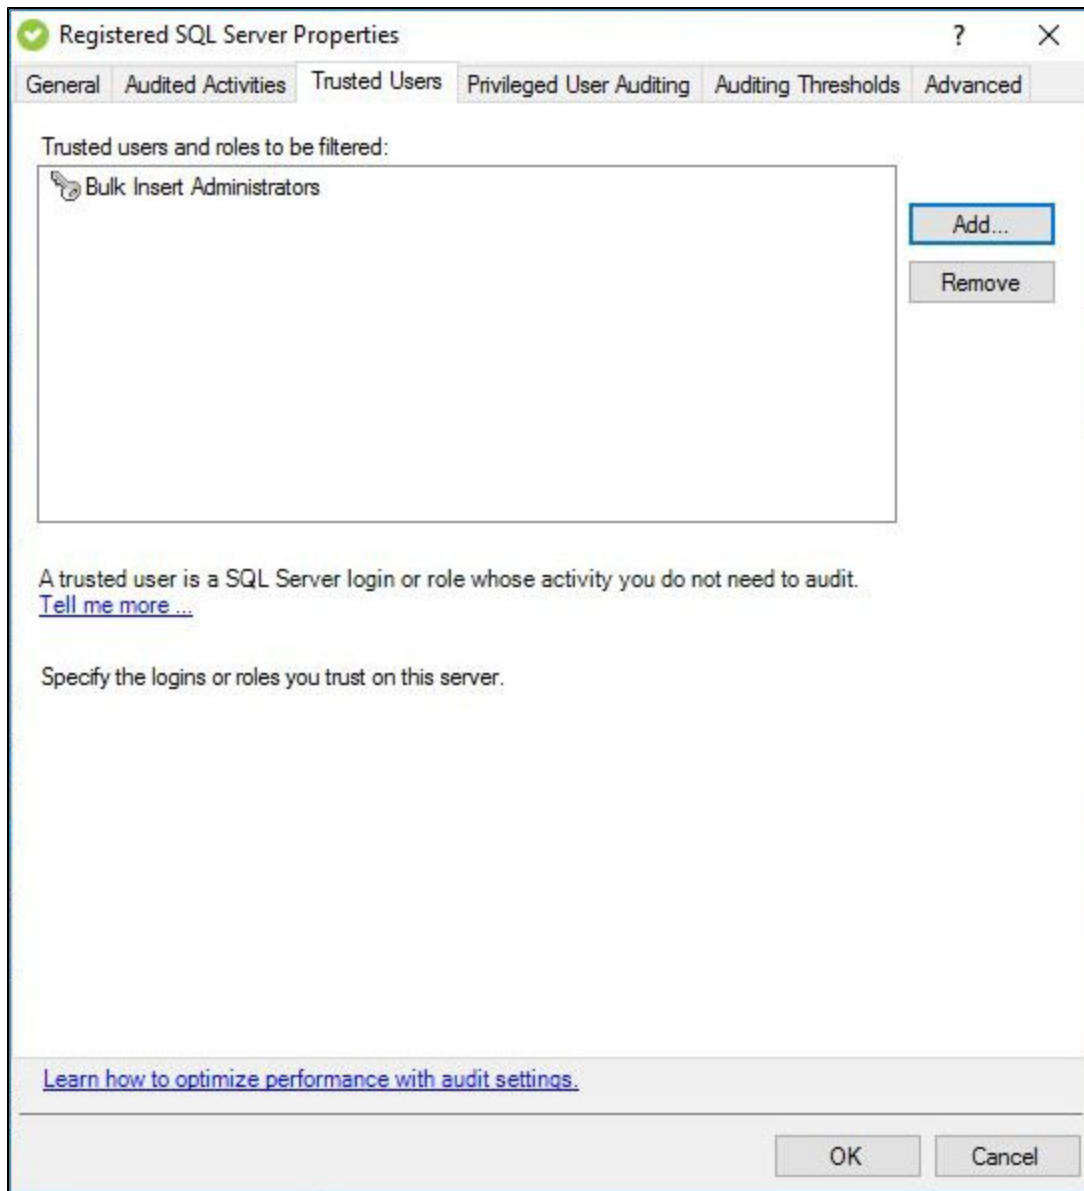 Registered SQL Server Properties ? ×
General Audited Activities Trusted Users Privileged User Auditing Auditing Thresholds Advanced
Trusted users and roles to be filtered:
Bulk Insert Administrators
Add...
Remove
A trusted user is a SQL Server login or role whose activity you do not need to audit.
Tell me more ...
Specify the logins or roles you trust on this server.
Learn how to optimize performance with audit settings.
OK Cancel